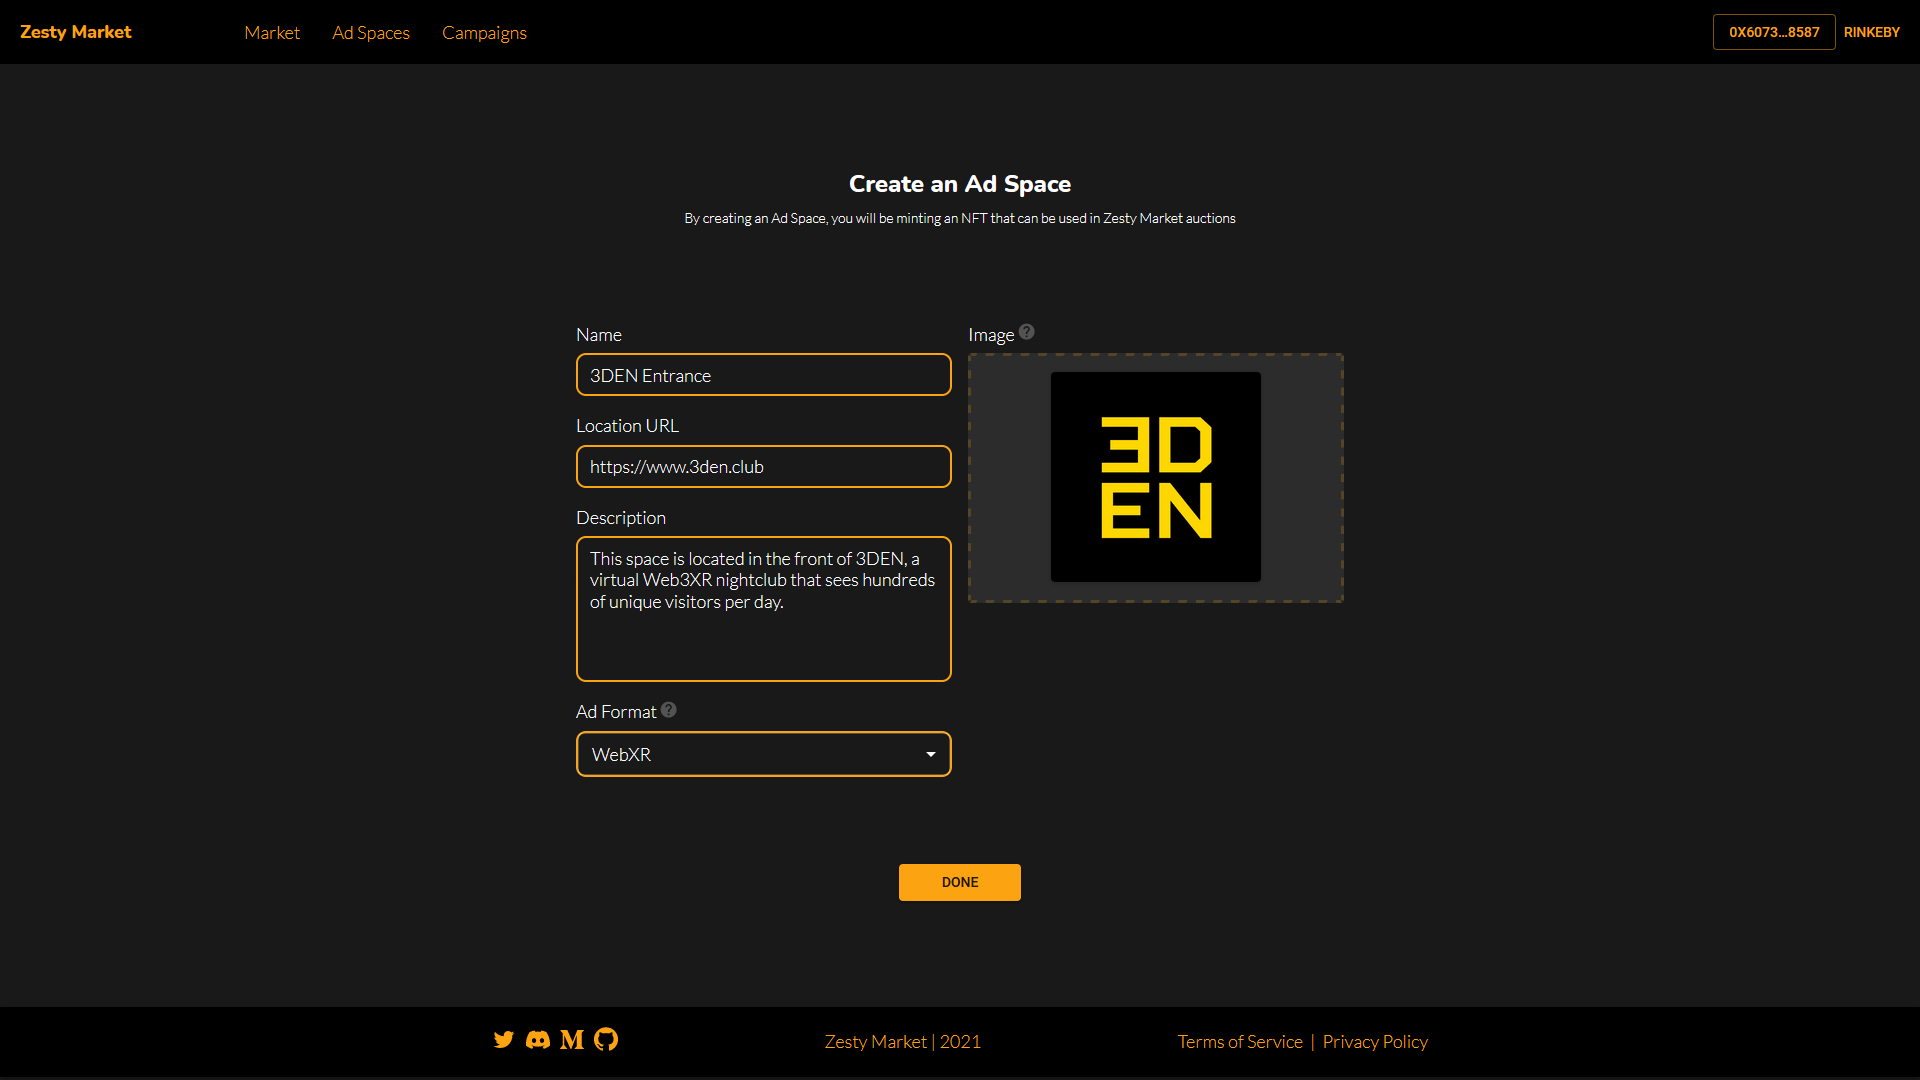 Zesty Market
Market
Ad Spaces
Campaigns
0X6073...8587
RINKEBY
Create an Ad Space
By creating an Ad Space, you will be minting an NFT that can be used in Zesty Market auctions
Name
3DEN Entrance
Location URL
https://www.3den.club
Description
This space is located in the front of 3DEN, a
virtual Web3XR nightclub that sees hundreds
of unique visitors per day.
Ad Format
WebXR
Image
3D
EN
DONE
Zesty Market | 2021
Terms of Service | Privacy Policy